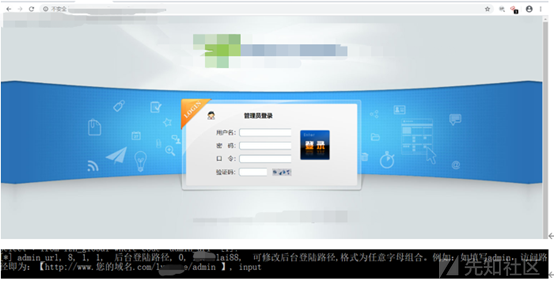 不安全
LOGIN
管理员登录
用户名：
密 码：
口 令：
验证码：
登录
[*] admin_url, 8, 1, 1, 后台登陆路径, 0, lai88, 可修改后台登陆路径,格式为任意字母组合。例如：如填写admin，访问路
径即为：【http://www.您的域名.com/ly e/admin 】, input
先知社区